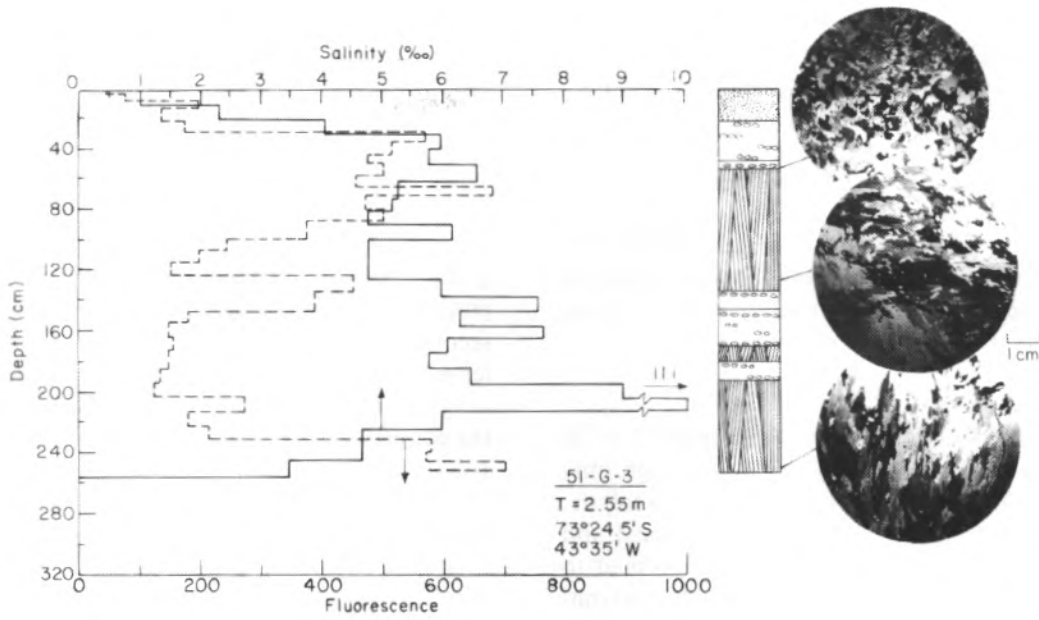 Salinity (‰)
0 1 2 3 4 5 6 7 8 9 10
Depth (cm)
40
80
120
160
200
240
280
320
0 200 400 600 800 1000
Fluorescence
51-G-3
T = 2.55 m
73°24.5' S
43°35' W
1 cm